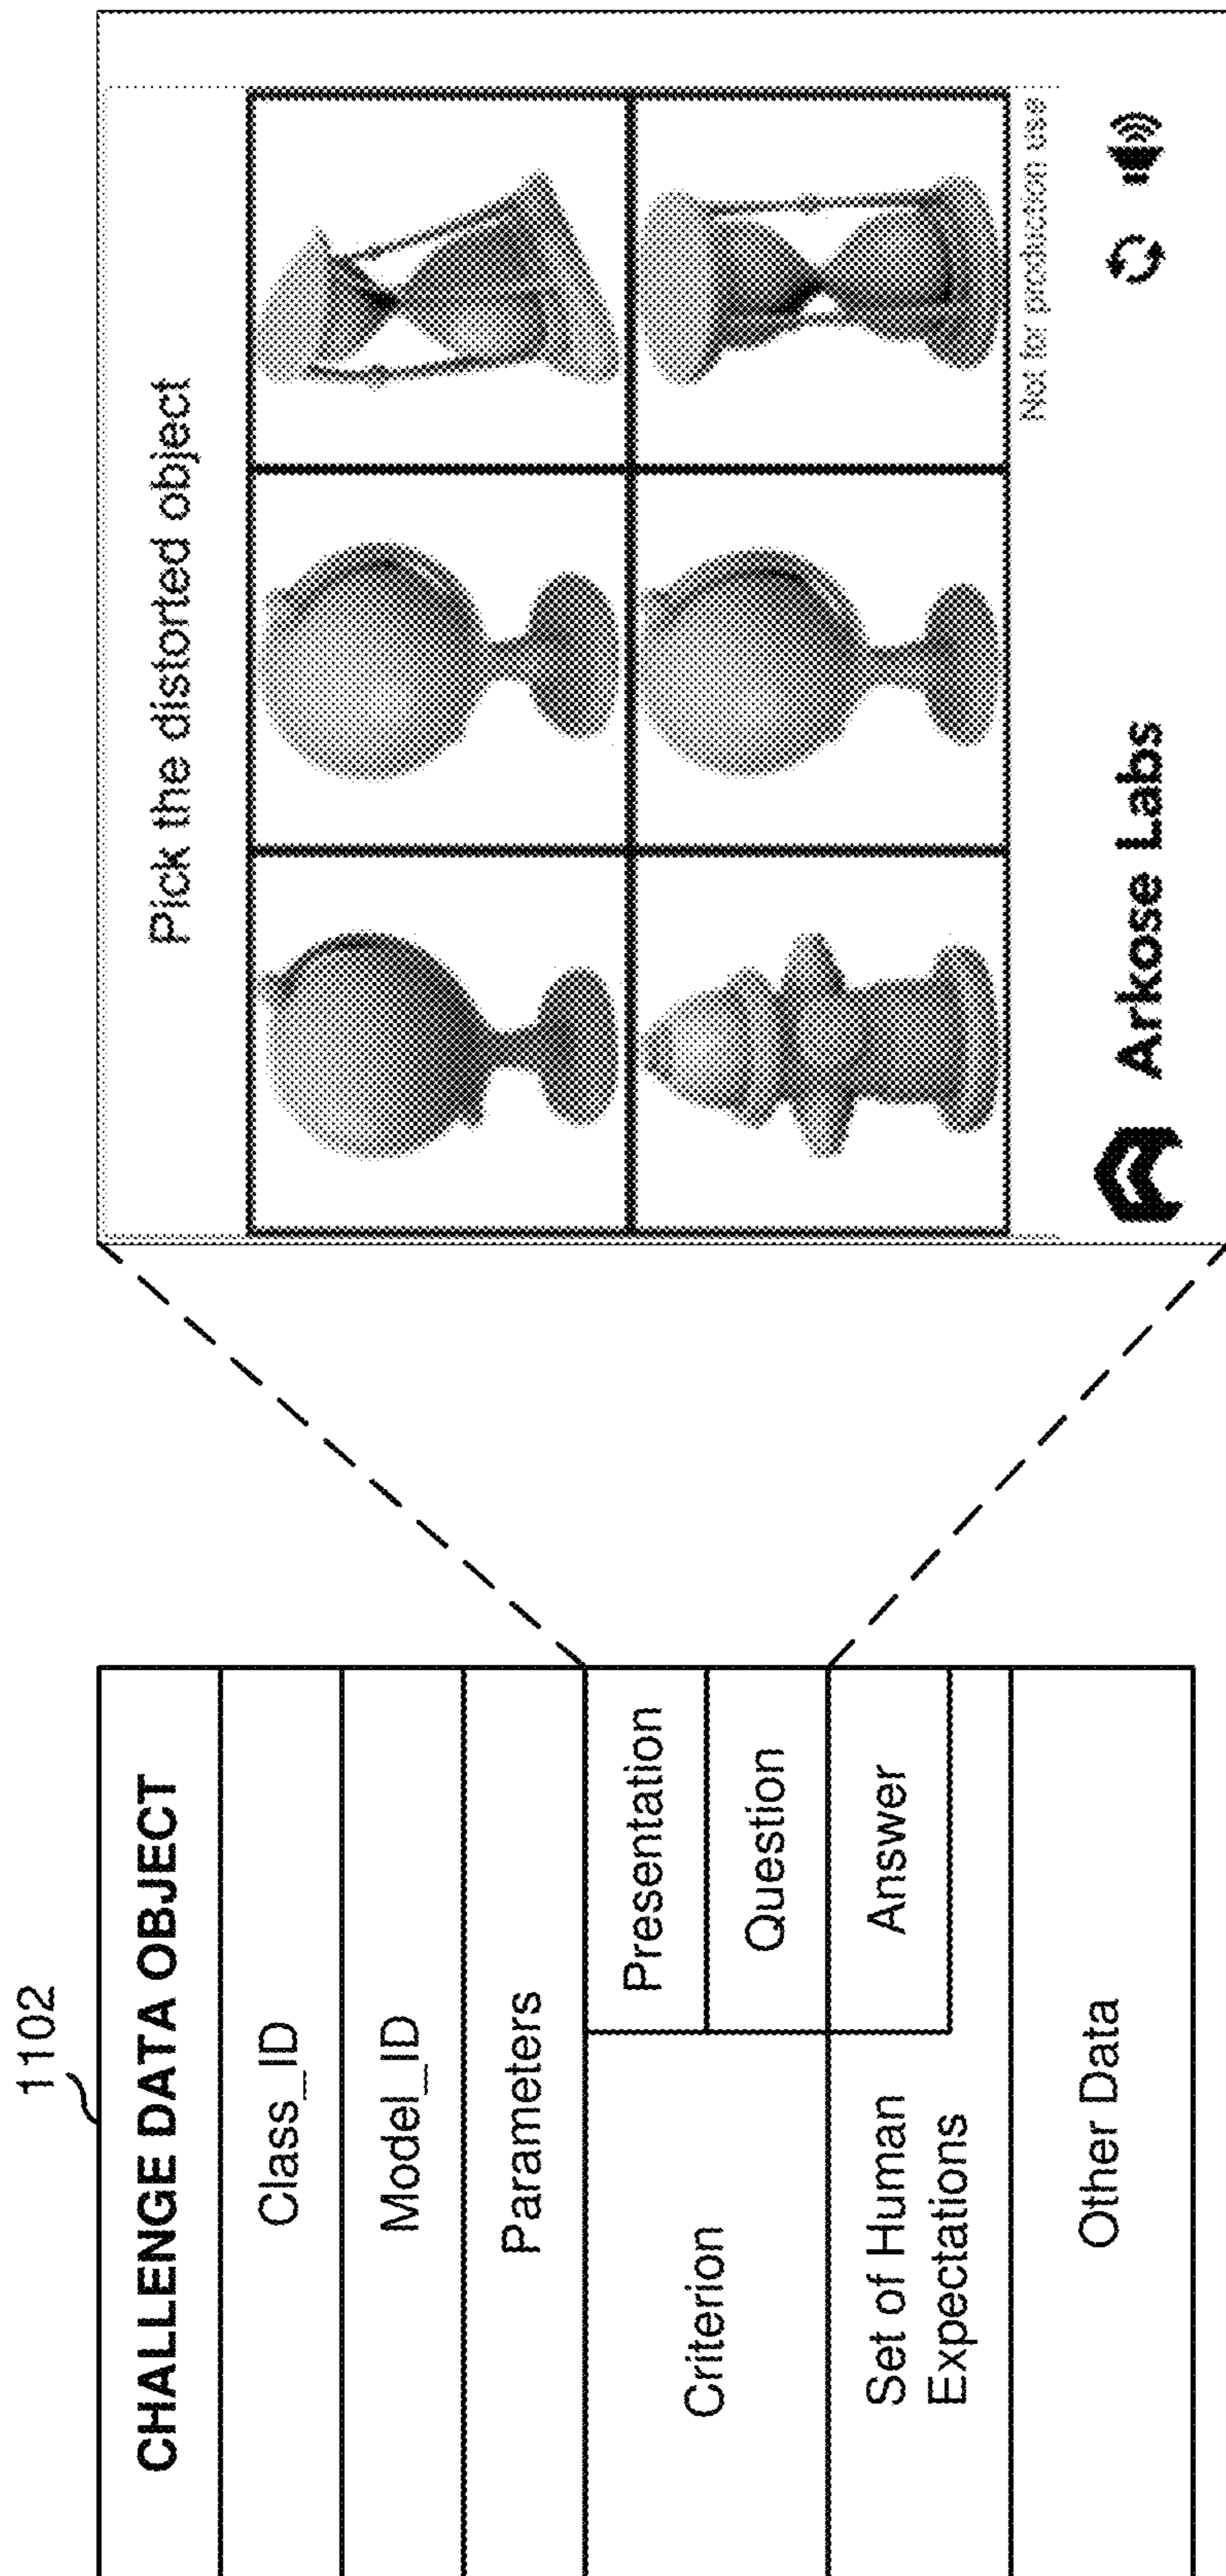 1102
CHALLENGE DATA OBJECT
Class_ID
Model_ID
Parameters
Criterion
Presentation
Question
Set of Human
Expectations
Answer
Other Data
Pick the distorted object
Not for production use
Arkose Labs